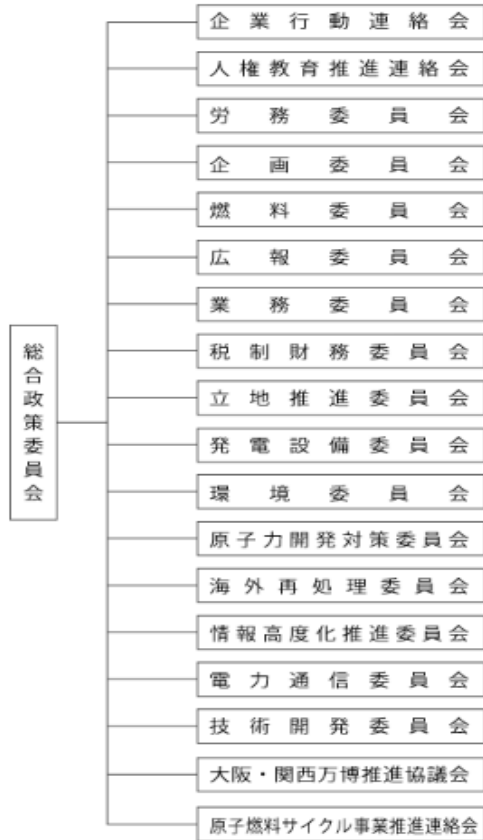 総合政策委員会
企業行動連絡会
人権教育推進連絡会
労務委員会
企画委員会
燃料委員会
広報委員会
業務委員会
税制財務委員会
立地推進委員会
発電設備委員会
環境委員会
原子力開発対策委員会
海外再処理委員会
情報高度化推進委員会
電力通信委員会
技術開発委員会
大阪・関西万博推進協議会
原子燃料サイクル事業推進連絡会